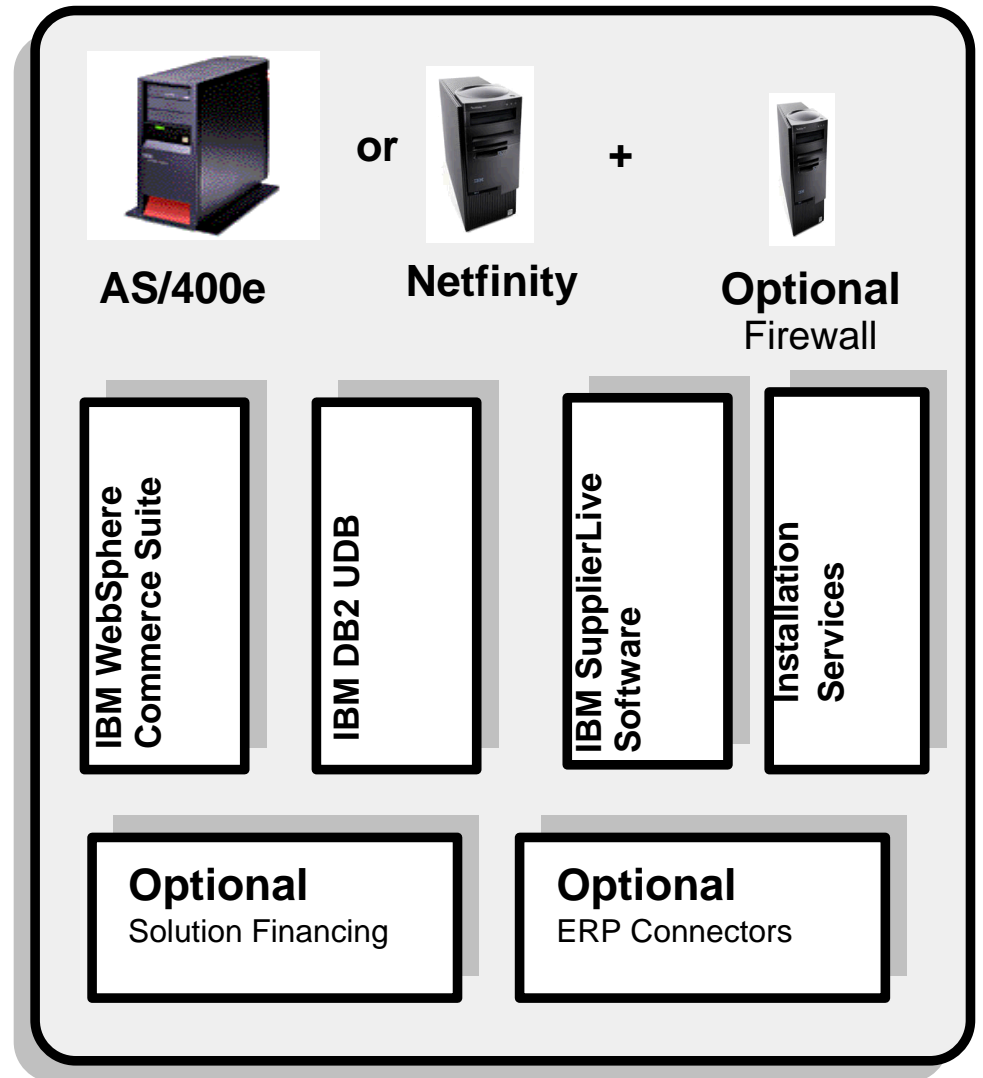 or
+
AS/400e
Netfinity
Optional
Firewall
IBM WebSphere
Commerce Suite
IBM DB2 UDB
IBM SupplierLive
Software
Installation
Services
Optional
Solution Financing
Optional
ERP Connectors